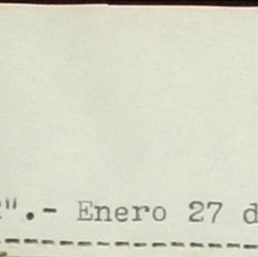 ".- Enero 27 d